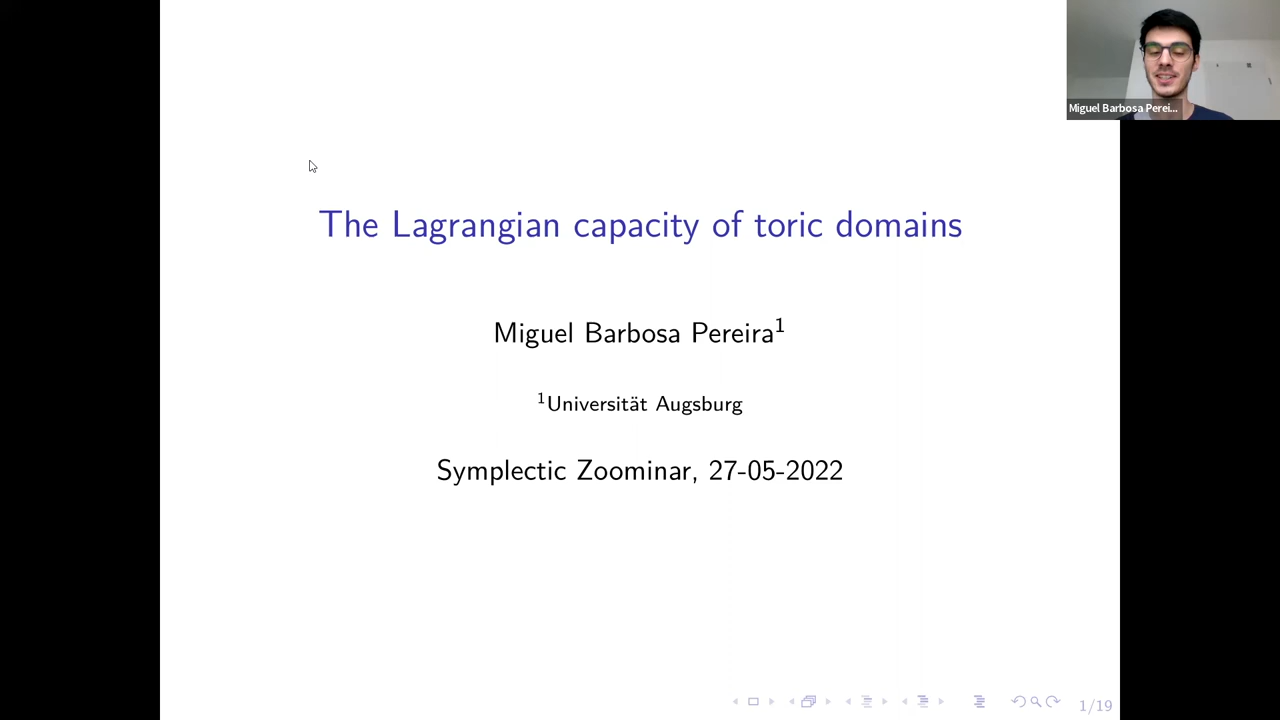 Miguel Barbosa Perei...
The Lagrangian capacity of toric domains
Miguel Barbosa Pereira¹
¹Universität Augsburg
Symplectic Zoominar, 27-05-2022
1/19